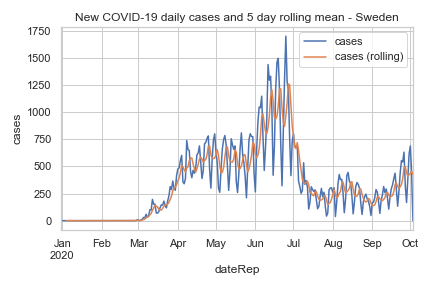 New COVID-19 daily cases and 5 day rolling mean - Sweden
cases
cases (rolling)
1750
1500
1250
1000
750
500
250
0
cases
Jan Feb Mar Apr May Jun Jul Aug Sep Oct
2020
dateRep